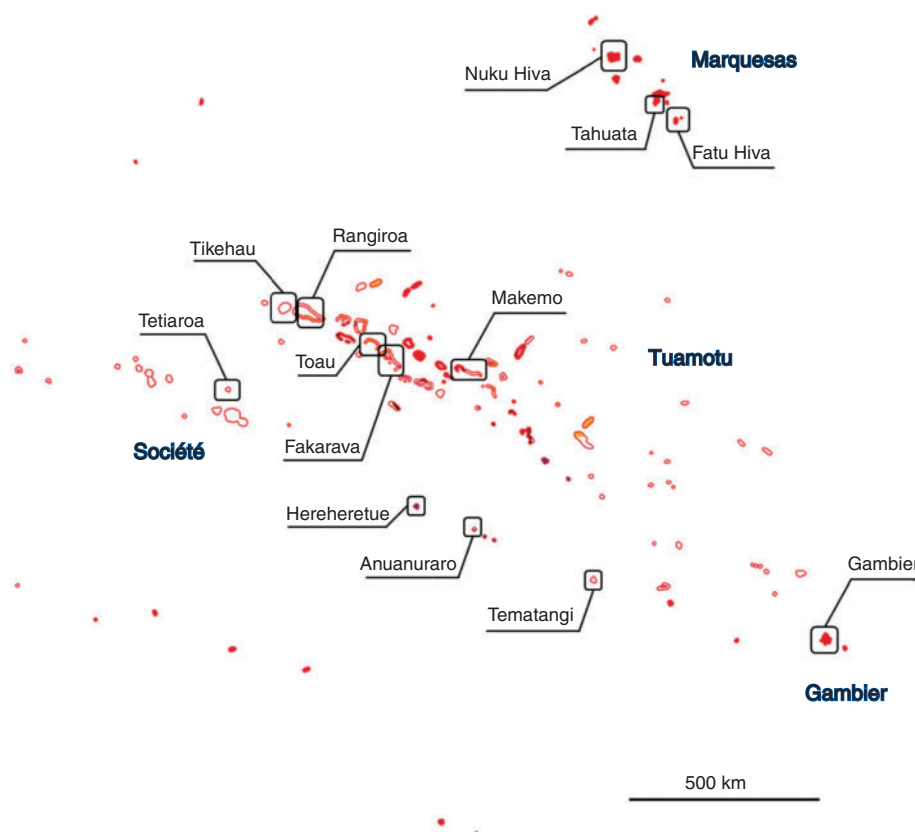 Marquesas
Nuku Hiva
Tahuata
Fatu Hiva
Rangiroa
Tikehau
Makemo
Tetiaroa
Toau
Tuamotu
Fakarava
Société
Hereheretue
Anuanuraro
Gambier
Tematangi
Gambier
500 km